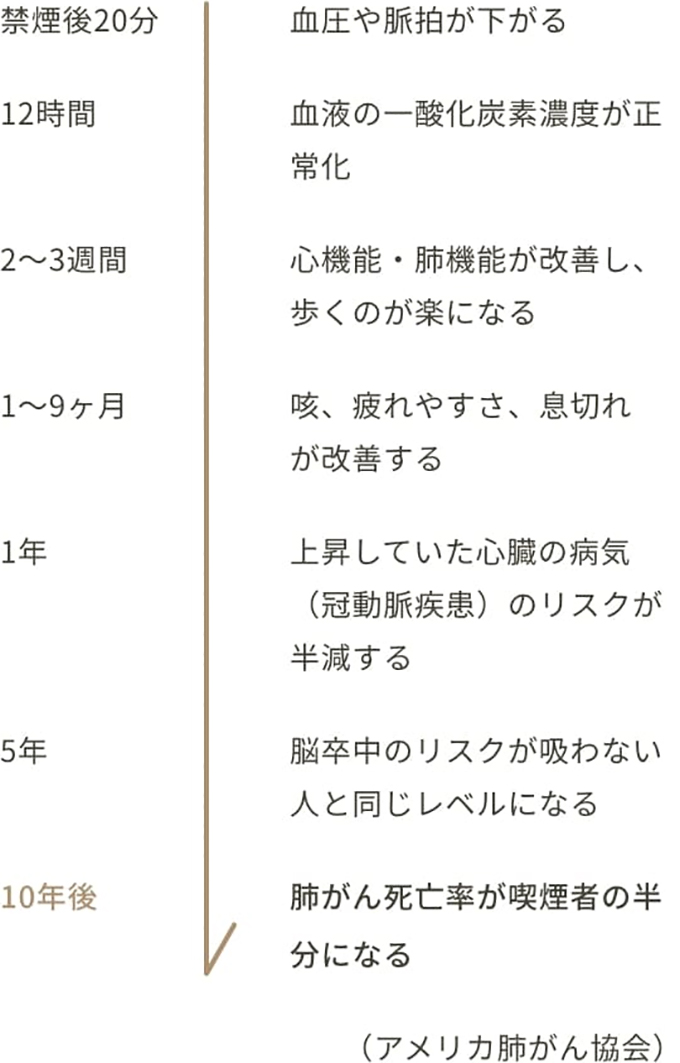 禁煙後20分
血圧や脈拍が下がる
12時間
血液の一酸化炭素濃度が正
常化
2〜3週間
心機能・肺機能が改善し、
歩くのが楽になる
1〜9ヶ月
咳、疲れやすさ、息切れ
が改善する
1年
上昇していた心臓の病気
（冠動脈疾患）のリスクが
半減する
5年
脳卒中のリスクが吸わない
人と同じレベルになる
10年後
肺がん死亡率が喫煙者の半
分になる
（アメリカ肺がん協会）